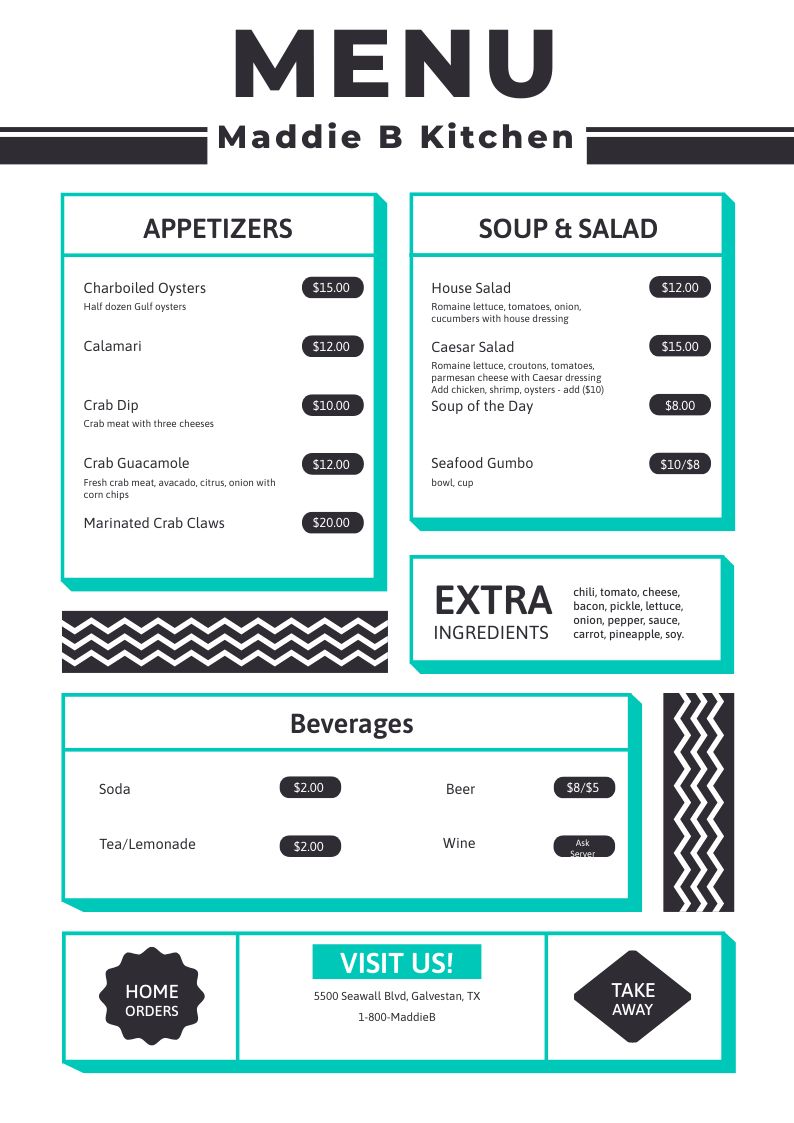 MENU
Maddie B Kitchen
APPETIZERS
Charboiled Oysters $15.00
Half dozen Gulf oysters
Calamari $12.00
Crab Dip $10.00
Crab meat with three cheeses
Crab Guacamole $12.00
Fresh crab meat, avacado, citrus, onion with
corn chips
Marinated Crab Claws $20.00
SOUP & SALAD
House Salad $12.00
Romaine lettuce, tomatoes, onion,
cucumbers with house dressing
Caesar Salad $15.00
Romaine lettuce, croutons, tomatoes,
parmesan cheese with Caesar dressing
Add chicken, shrimp, oysters - add ($10)
Soup of the Day $8.00
Seafood Gumbo $10/$8
bowl, cup
EXTRA
INGREDIENTS
chili, tomato, cheese,
bacon, pickle, lettuce,
onion, pepper, sauce,
carrot, pineapple, soy.
Beverages
Soda $2.00
Beer $8/$5
Tea/Lemonade $2.00
Wine Ask
Server
HOME
ORDERS
VISIT US!
5500 Seawall Blvd, Galvestan, TX
1-800-MaddieB
TAKE
AWAY